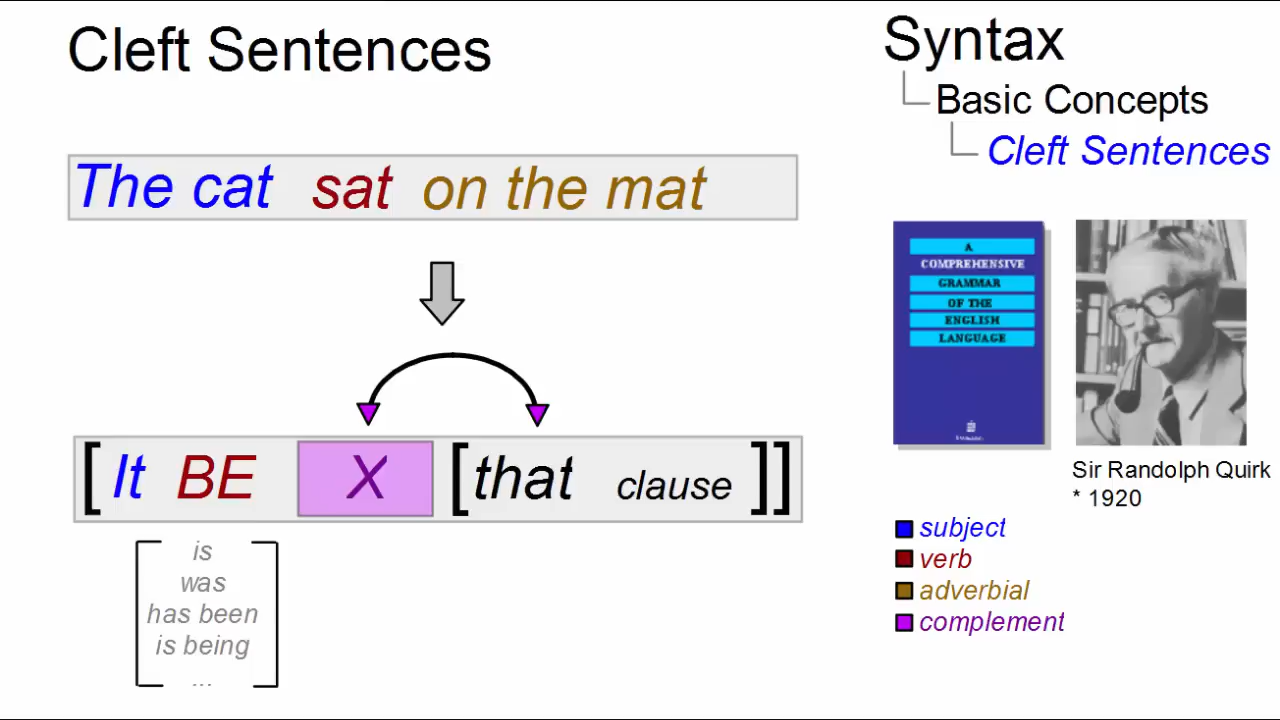 Cleft Sentences
The cat sat on the mat
[It BE X [that clause]]
is
was
has been
is being
...
Syntax
Basic Concepts
Cleft Sentences
A
COMPREHENSIVE
GRAMMAR
OF THE
ENGLISH
LANGUAGE
Sir Randolph Quirk
* 1920
subject
verb
adverbial
complement